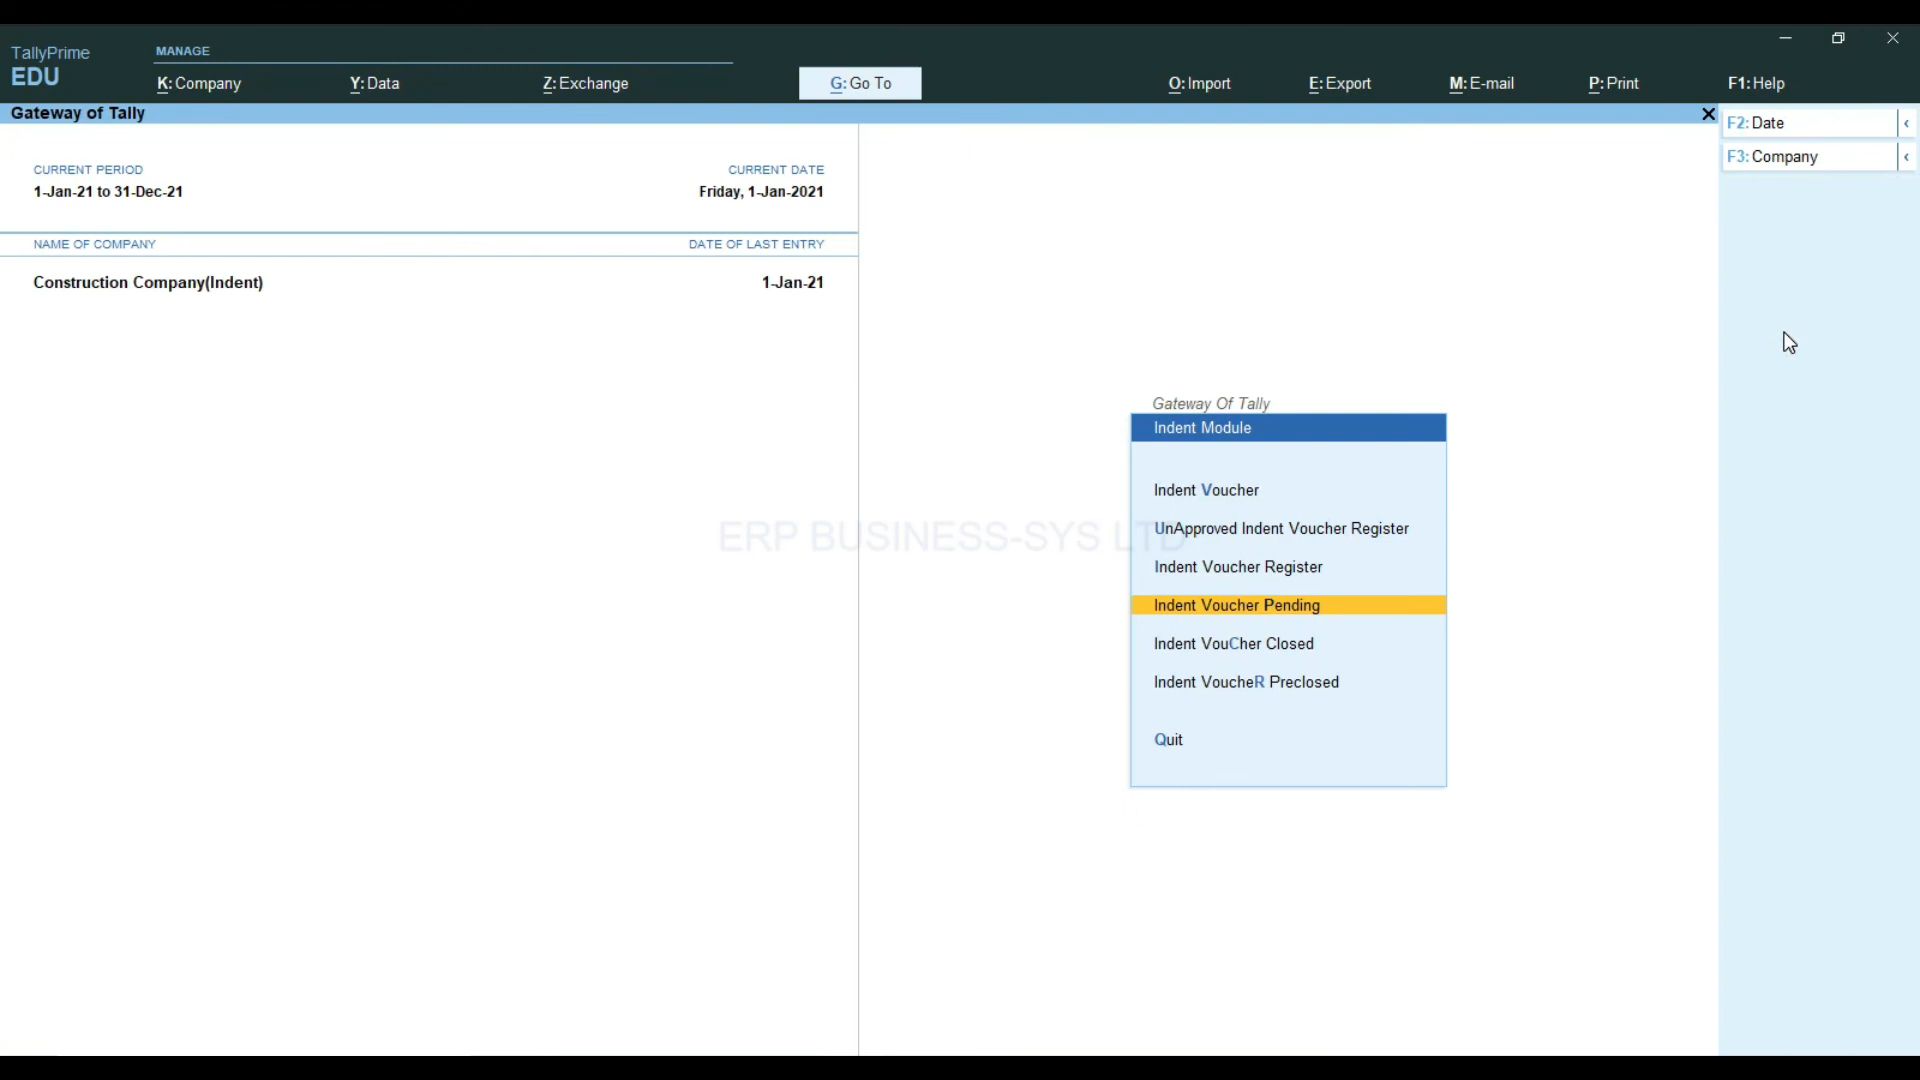 TallyPrime
EDU
MANAGE
K: Company
Y: Data
Z: Exchange
G: Go To
O: Import
E: Export
M: E-mail
P: Print
F1: Help
Gateway of Tally
F2: Date
F3: Company
CURRENT PERIOD
CURRENT DATE
1-Jan-21 to 31-Dec-21
Friday, 1-Jan-2021
NAME OF COMPANY
DATE OF LAST ENTRY
Construction Company(Indent)
1-Jan-21
Gateway Of Tally
Indent Module
Indent Voucher
UnApproved Indent Voucher Register
Indent Voucher Register
Indent Voucher Pending
Indent VouCher Closed
Indent VoucheR Preclosed
Quit
ERP BUSINESS-SYS LTD